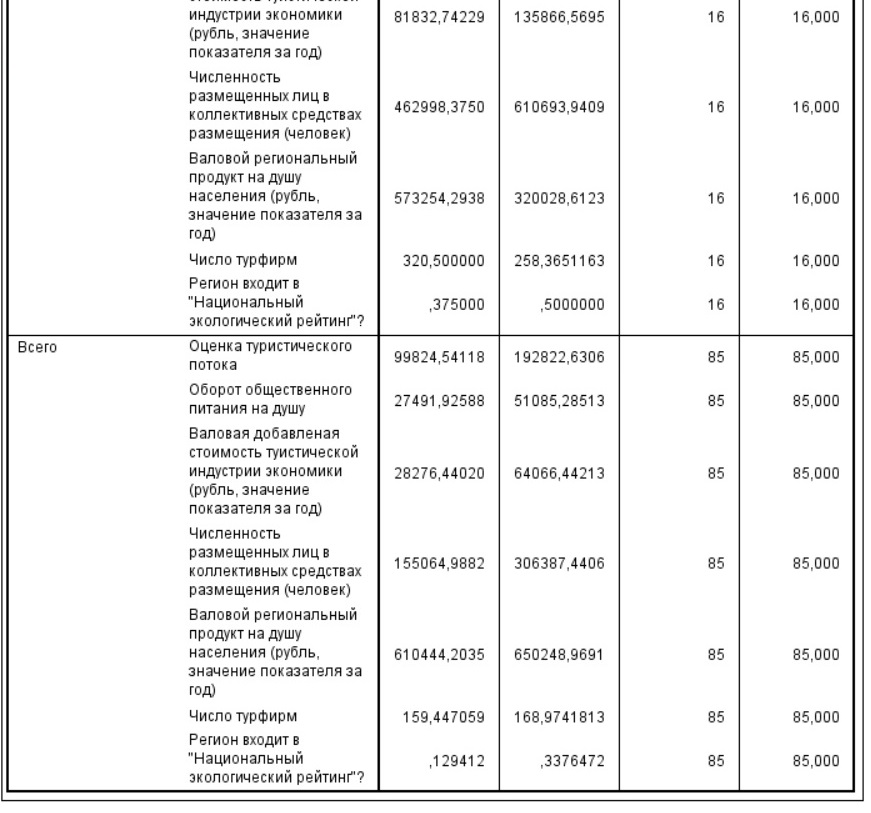 индустрии экономики
(рубль, значение
показателя за год)
81832,74229 135866,5695 16 16,000
Численность
размещенных лиц в
коллективных средствах
размещения (человек)
462998,3750 610693,9409 16 16,000
Валовой региональный
продукт на душу
населения (рубль,
значение показателя за
год)
573254,2938 320028,6123 16 16,000
Число турфирм 320,500000 258,3651163 16 16,000
Регион входит в
"Национальный
экологический рейтинг"?
,375000 ,5000000 16 16,000
Всего
Оценка туристического
потока
99824,54118 192822,6306 85 85,000
Оборот общественного
питания на душу
27491,92588 51085,28513 85 85,000
Валовая добавленая
стоимость туистической
индустрии экономики
(рубль, значение
показателя за год)
28276,44020 64066,44213 85 85,000
Численность
размещенных лиц в
коллективных средствах
размещения (человек)
155064,9882 306387,4406 85 85,000
Валовой региональный
продукт на душу
населения (рубль,
значение показателя за
год)
610444,2035 650248,9691 85 85,000
Число турфирм 159,447059 168,9741813 85 85,000
Регион входит в
"Национальный
экологический рейтинг"?
,129412 ,3376472 85 85,000